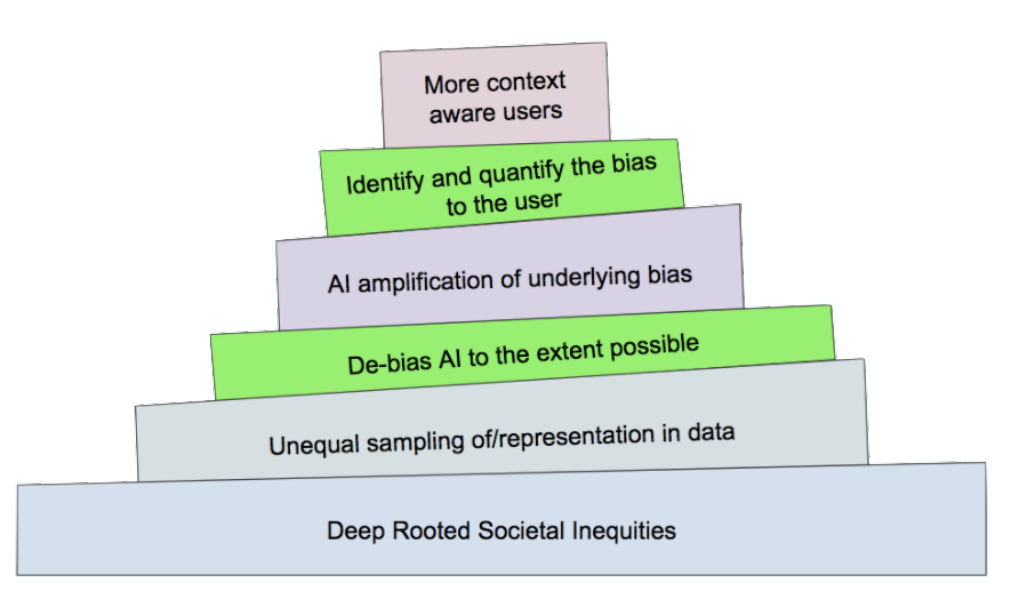 More context
aware users
Identify and quantify the bias
to the user
AI amplification of underlying bias
De-bias AI to the extent possible
Unequal sampling of/representation in data
Deep Rooted Societal Inequities